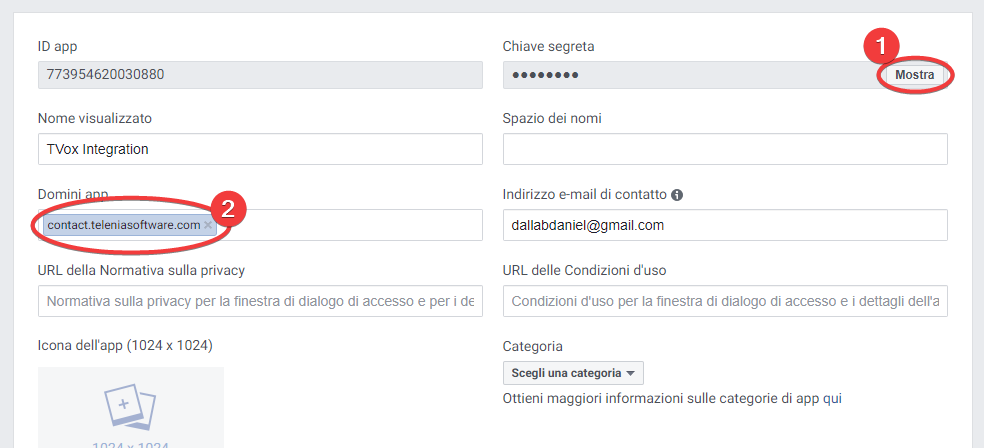 ID app
773954620030880
Chiave segreta
●●●●●●●●
Mostra
1
Nome visualizzato
TVox Integration
Spazio dei nomi
Domini app
contact.teleniasoftware.com ×
2
Indirizzo e-mail di contatto i
dallabdaniel@gmail.com
URL della Normativa sulla privacy
Normativa sulla privacy per la finestra di dialogo di accesso e per i de
URL delle Condizioni d'uso
Condizioni d'uso per la finestra di dialogo di accesso e i dettagli dell'a
Icona dell'app (1024 x 1024)
1024 x 1024
Categoria
Scegli una categoria
Ottieni maggiori informazioni sulle categorie di app qui